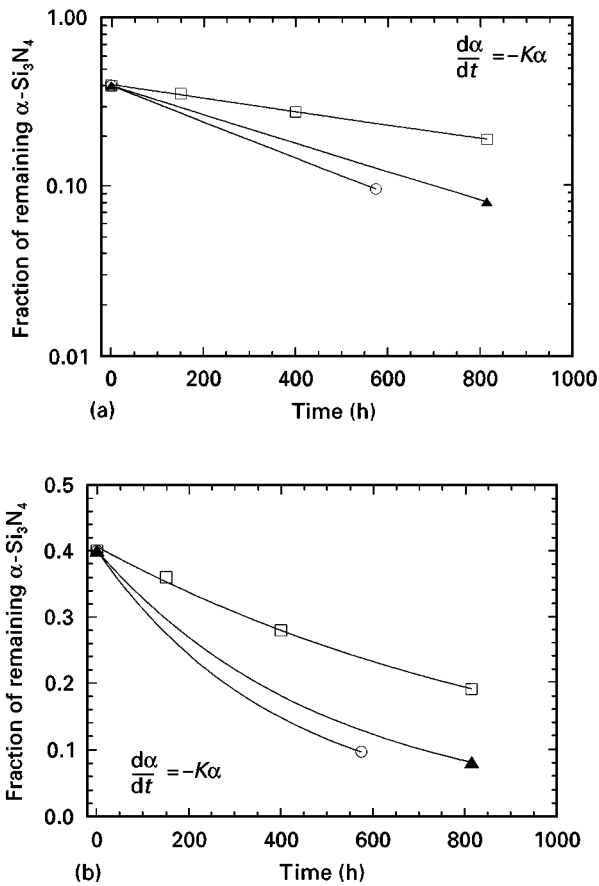 1.00
dα/dt = −Kα
0.10
0.01
Fraction of remaining α-Si₃N₄
0 200 400 600 800 1000
(a) Time (h)
0.5
0.4
0.3
0.2
0.1
0.0
Fraction of remaining α-Si₃N₄
dα/dt = −Kα
0 200 400 600 800 1000
(b) Time (h)